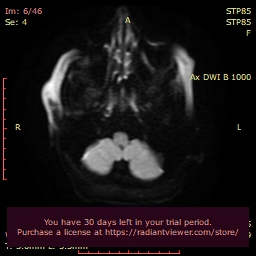 Im: 6/46
Se: 4
A
STP85
STP85
F
Ax DWI B 1000
R
L
You have 30 days left in your trial period.
Purchase a license at https://radiantviewer.com/store/